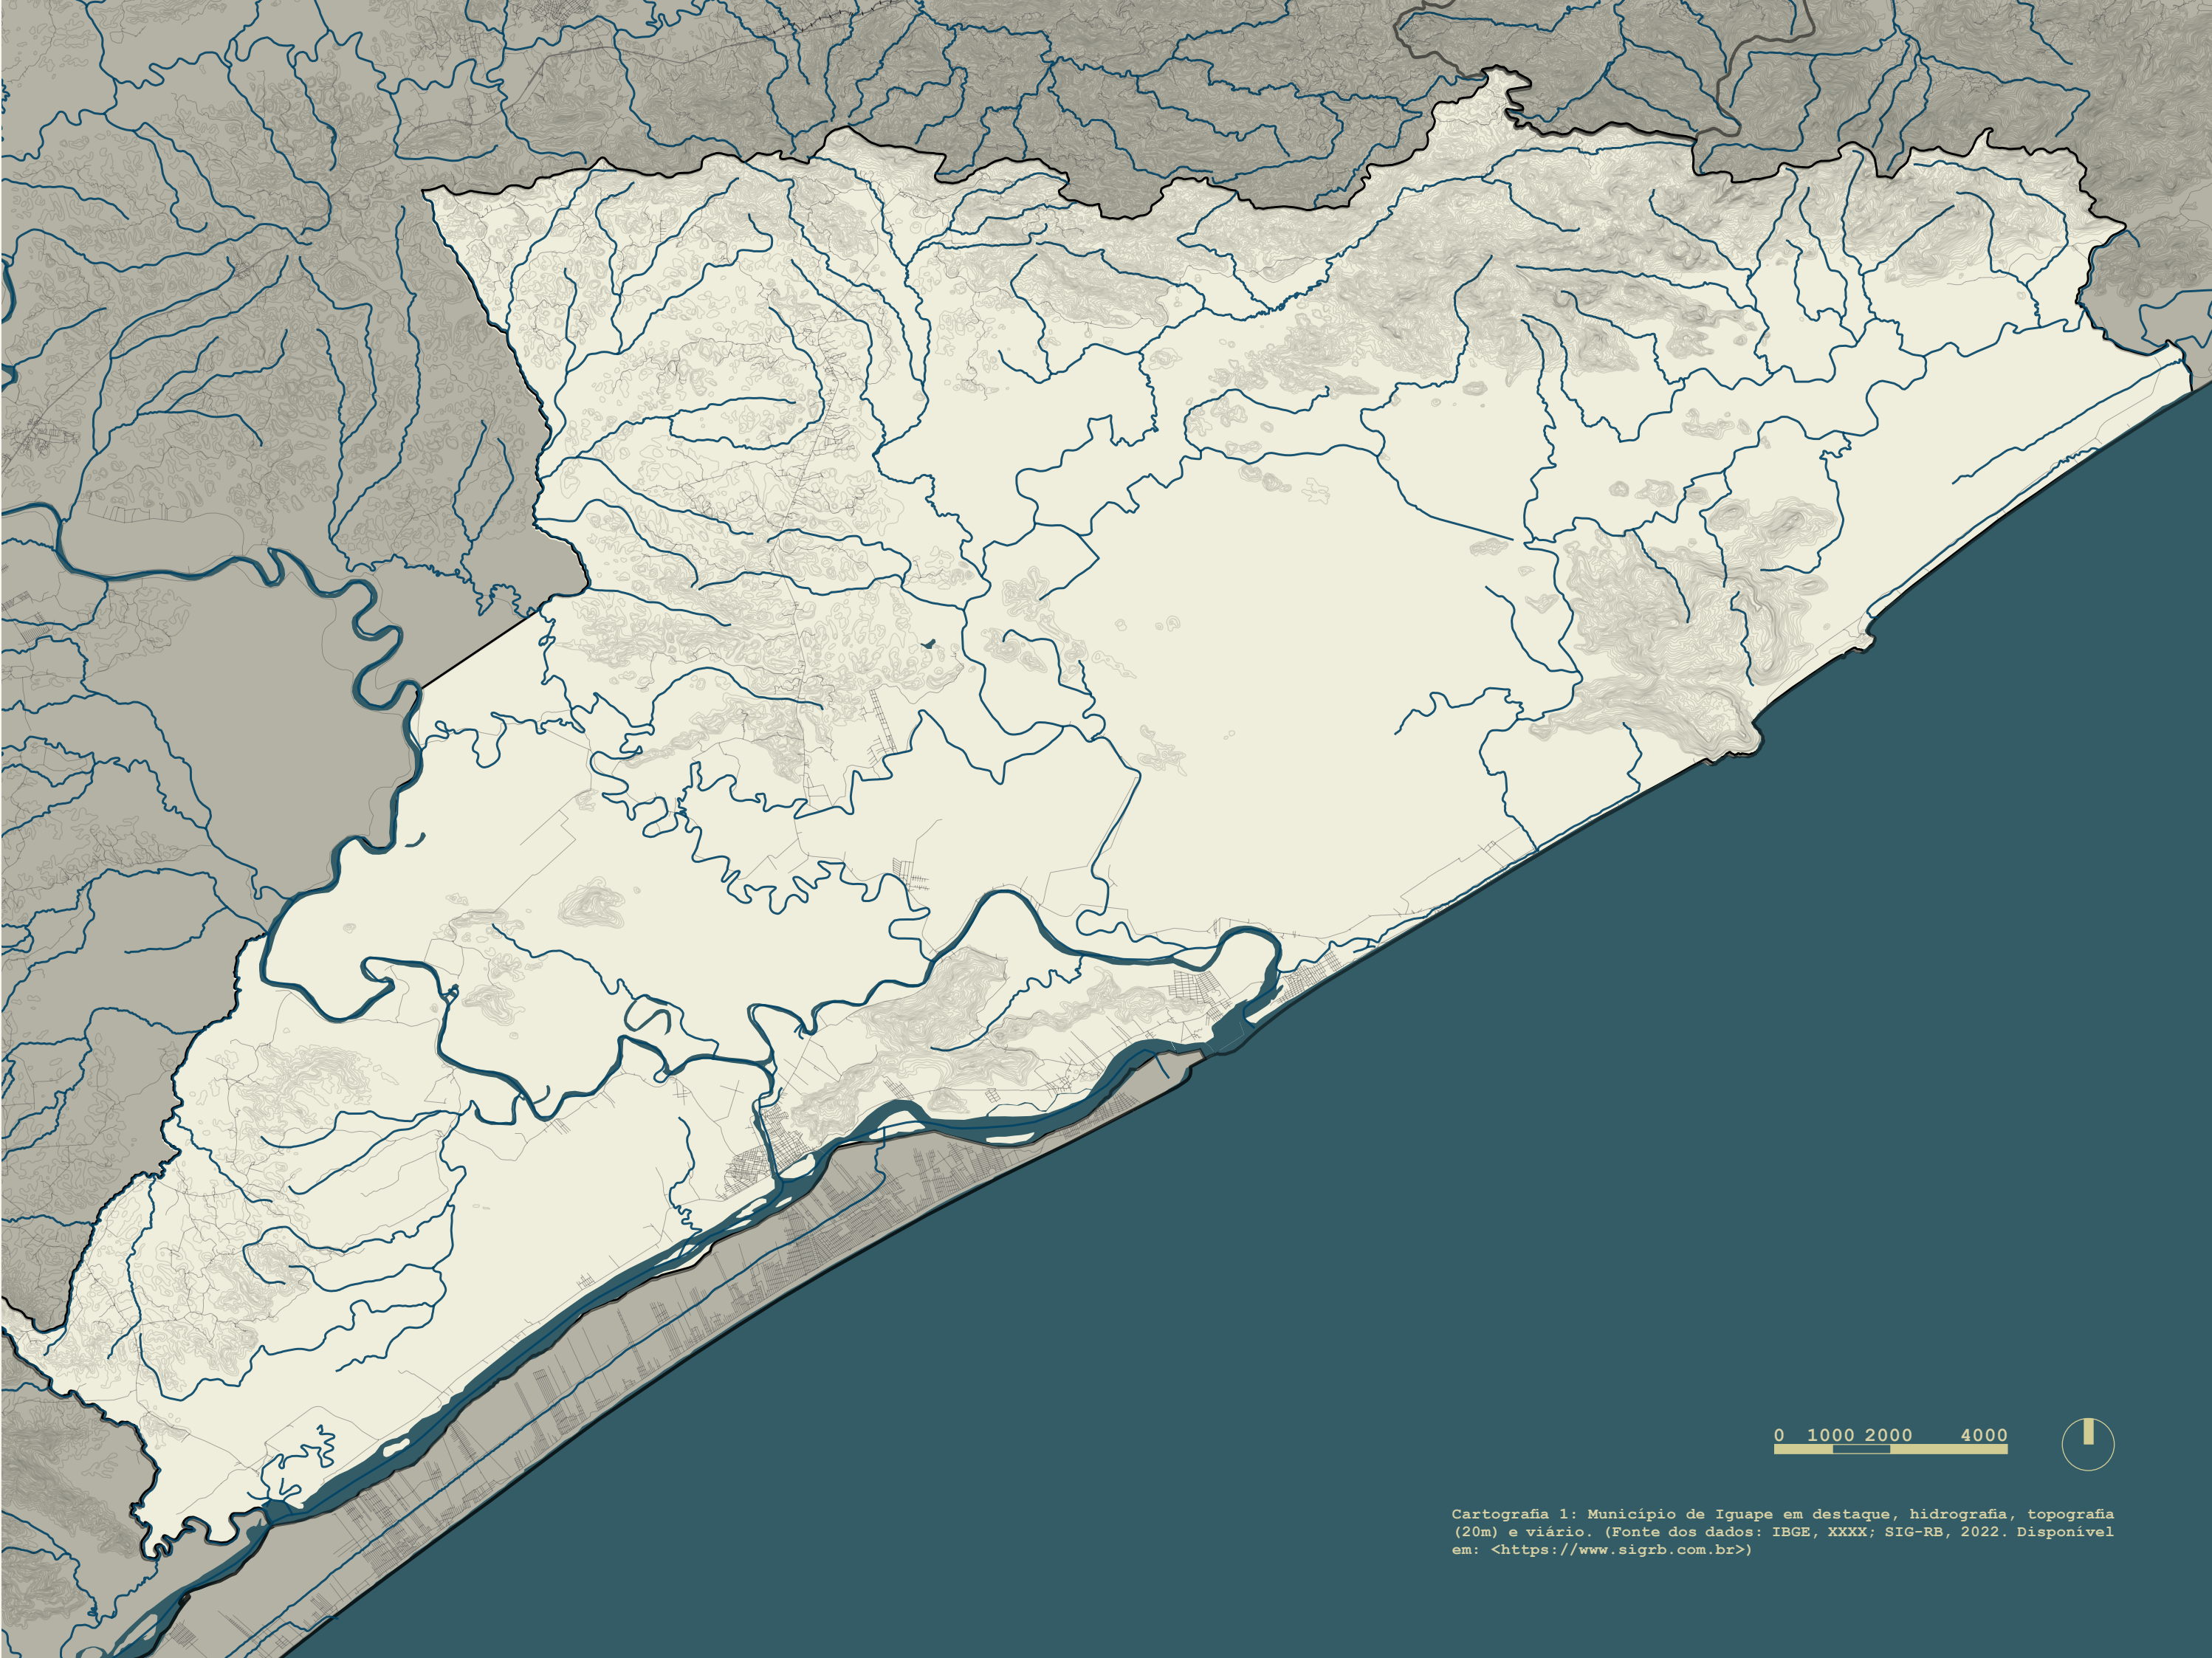 0 1000 2000 4000
Cartografia 1: Município de Iguape em destaque, hidrografia, topografia
(20m) e viário. (Fonte dos dados: IBGE, XXXX; SIG-RB, 2022. Disponível
em: <https://www.sigrb.com.br>)